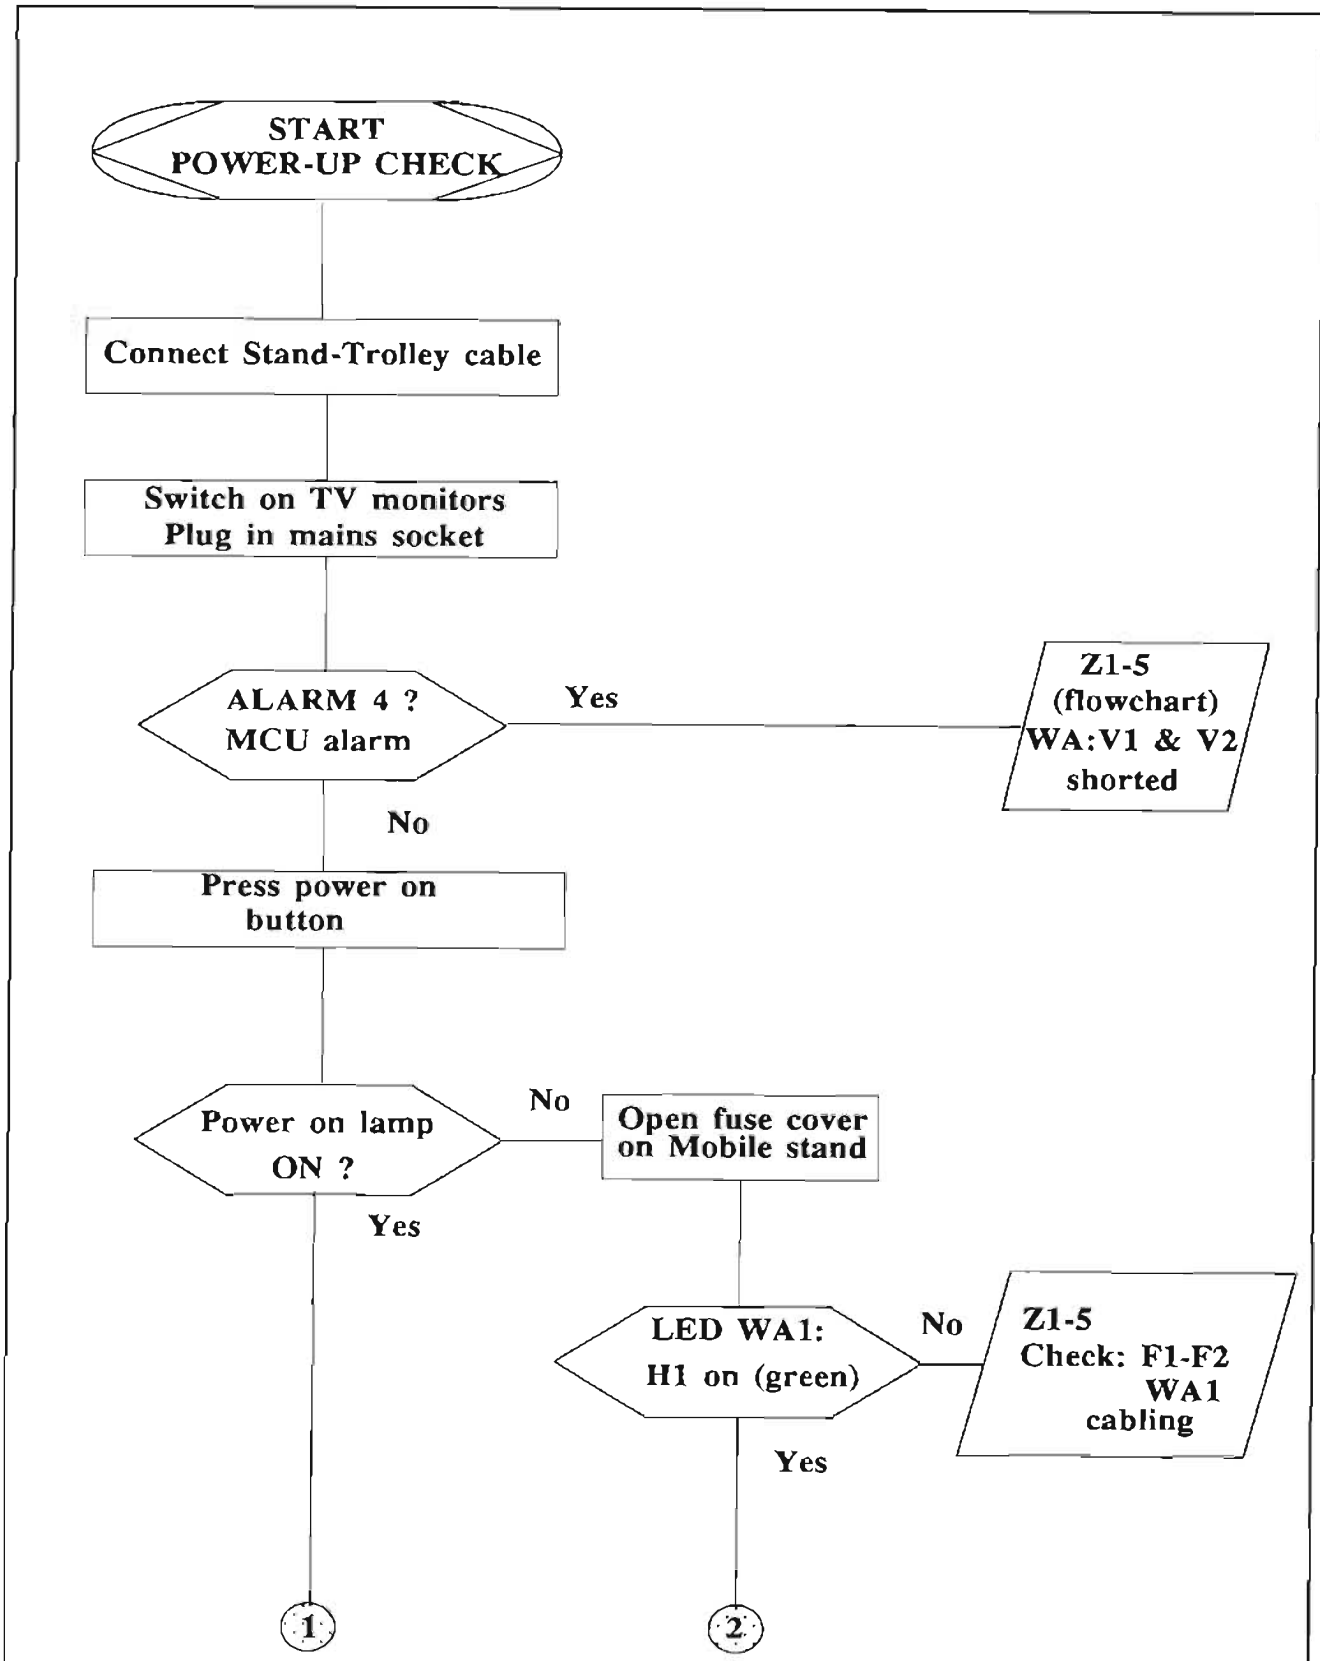 START
POWER-UP CHECK
Connect Stand-Trolley cable
Switch on TV monitors
Plug in mains socket
ALARM 4 ?
MCU alarm
Yes
Z1-5
(flowchart)
WA:V1 & V2
shorted
No
Press power on
button
Power on lamp
ON ?
No
Open fuse cover
on Mobile stand
Yes
LED WA1:
H1 on (green)
No
Z1-5
Check: F1-F2
WA1
cabling
Yes
1
2